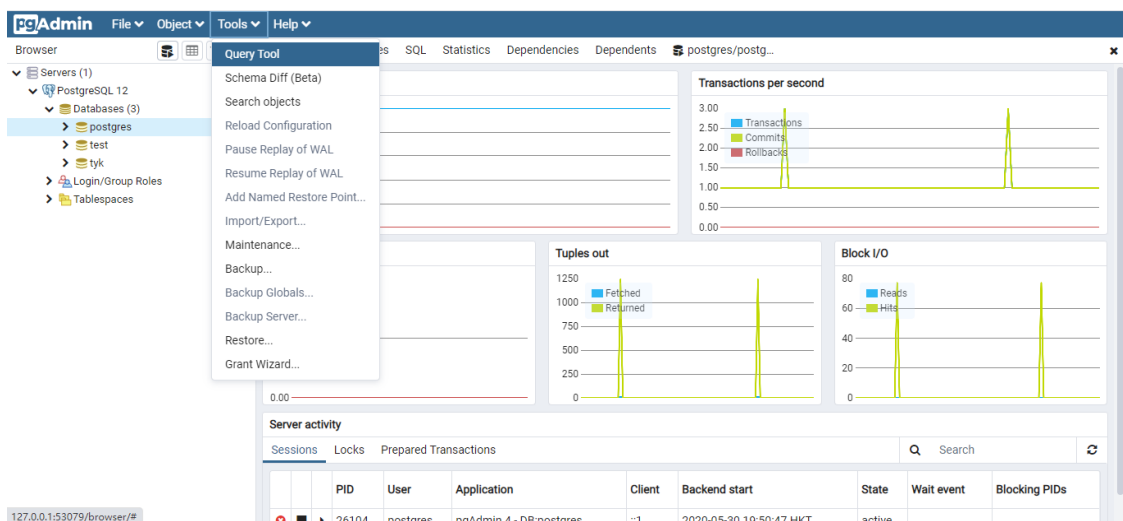 pgAdmin File Object Tools Help
Browser
es SQL Statistics Dependencies Dependents postgres/postg...
Servers (1)
PostgreSQL 12
Databases (3)
postgres
test
tyk
Login/Group Roles
Tablespaces
Query Tool
Schema Diff (Beta)
Search objects
Reload Configuration
Pause Replay of WAL
Resume Replay of WAL
Add Named Restore Point...
Import/Export...
Maintenance...
Backup...
Backup Globals...
Backup Server...
Restore...
Grant Wizard...
Transactions per second
3.00
2.50
2.00
1.50
1.00
0.50
0.00
Transactions
Commits
Rollbacks
0.00
Tuples out
1250
1000
750
500
250
0
Fetched
Returned
Block I/O
80
60
40
20
0
Reads
Hits
Server activity
Sessions Locks Prepared Transactions
Search
PID User Application Client Backend start State Wait event Blocking PIDs
26104 postgres pgAdmin 4 - DB:postgres ::1 2020-05-30 19:50:47 HKT active
127.0.0.1:53079/browser/#